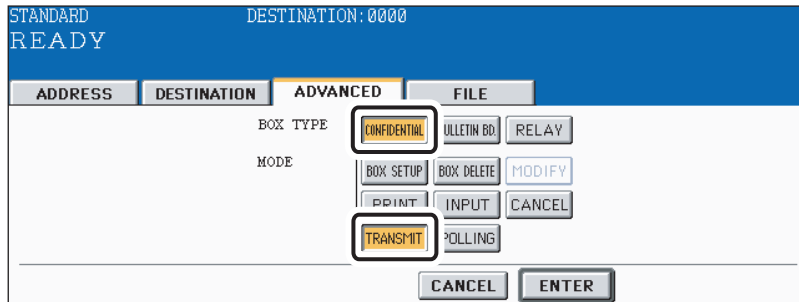 STANDARD DESTINATION:0000
READY
ADDRESS DESTINATION ADVANCED FILE
BOX TYPE CONFIDENTIAL ULLETIN BD. RELAY
MODE BOX SETUP BOX DELETE MODIFY
PRINT INPUT CANCEL
TRANSMIT POLLING
CANCEL ENTER